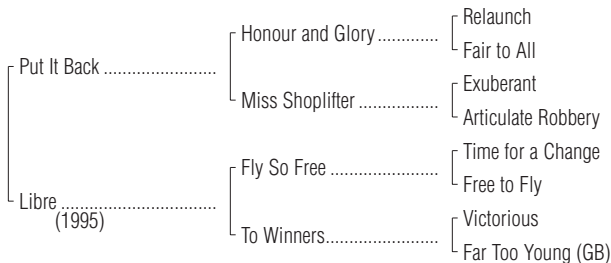 Relaunch
Honour and Glory .............
Fair to All
Put It Back .......................
Exuberant
Miss Shoplifter .................
Articulate Robbery
Time for a Change
Fly So Free .......................
Free to Fly
Libre ................................
(1995)
Victorious
To Winners........................
Far Too Young (GB)